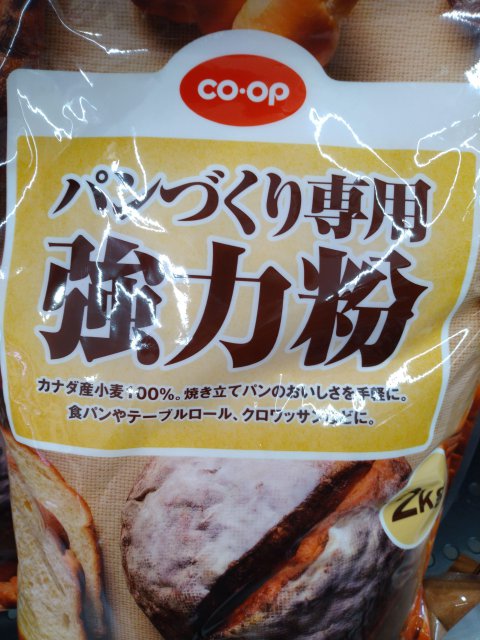 CO・OP
パンづくり専用
強力粉
カナダ産小麦100%。焼き立てパンのおいしさを手軽に。
食パンやテーブルロール、クロワッサンなどに。
2Kg